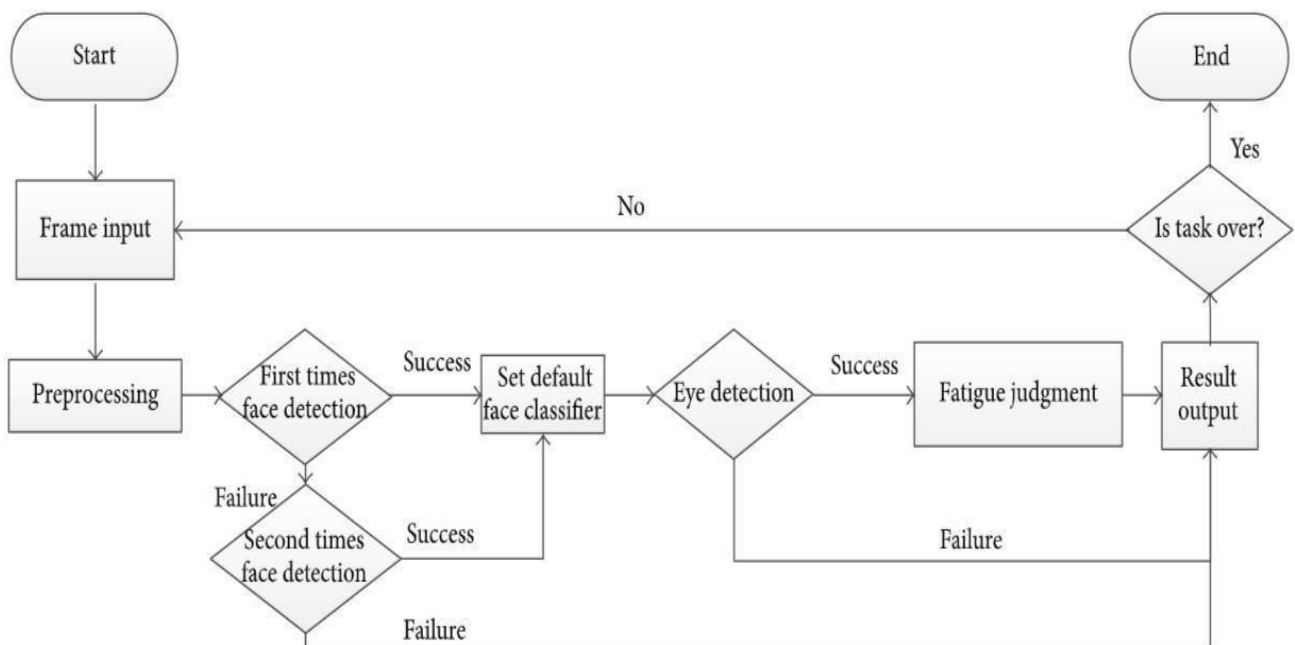 Start
End
Yes
No
Frame input
Is task over?
Preprocessing
First times
face detection
Success
Set default
face classifier
Eye detection
Success
Fatigue judgment
Result
output
Failure
Second times
face detection
Success
Failure
Failure